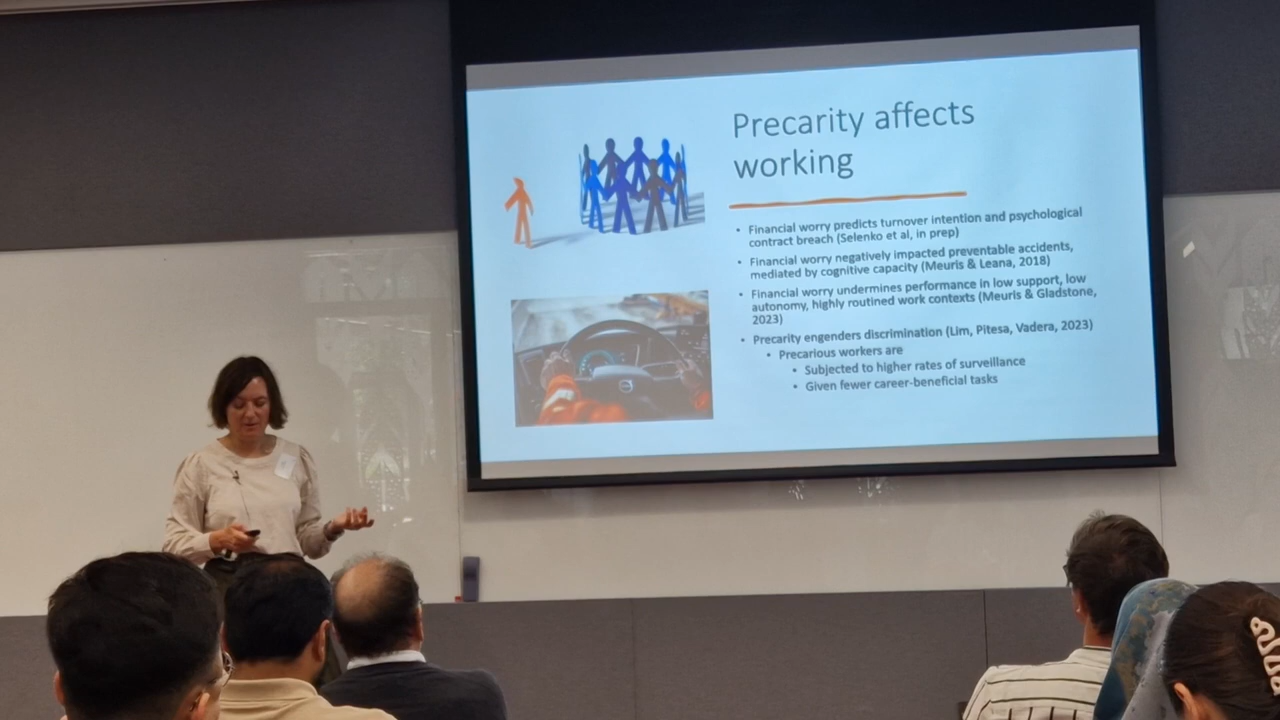 Precarity affects
working
• Financial worry predicts turnover intention and psychological
contract breach (Selenko et al, in prep)
• Financial worry negatively impacted preventable accidents,
mediated by cognitive capacity (Meuris & Leana, 2018)
• Financial worry undermines performance in low support, low
autonomy, highly routined work contexts (Meuris & Gladstone,
2023)
• Precarity engenders discrimination (Lim, Pitesa, Vadera, 2023)
• Precarious workers are
• Subjected to higher rates of surveillance
• Given fewer career-beneficial tasks